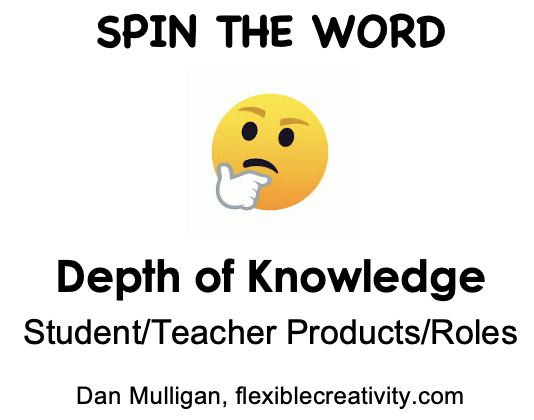 SPIN THE WORD
Depth of Knowledge
Student/Teacher Products/Roles
Dan Mulligan, flexiblecreativity.com